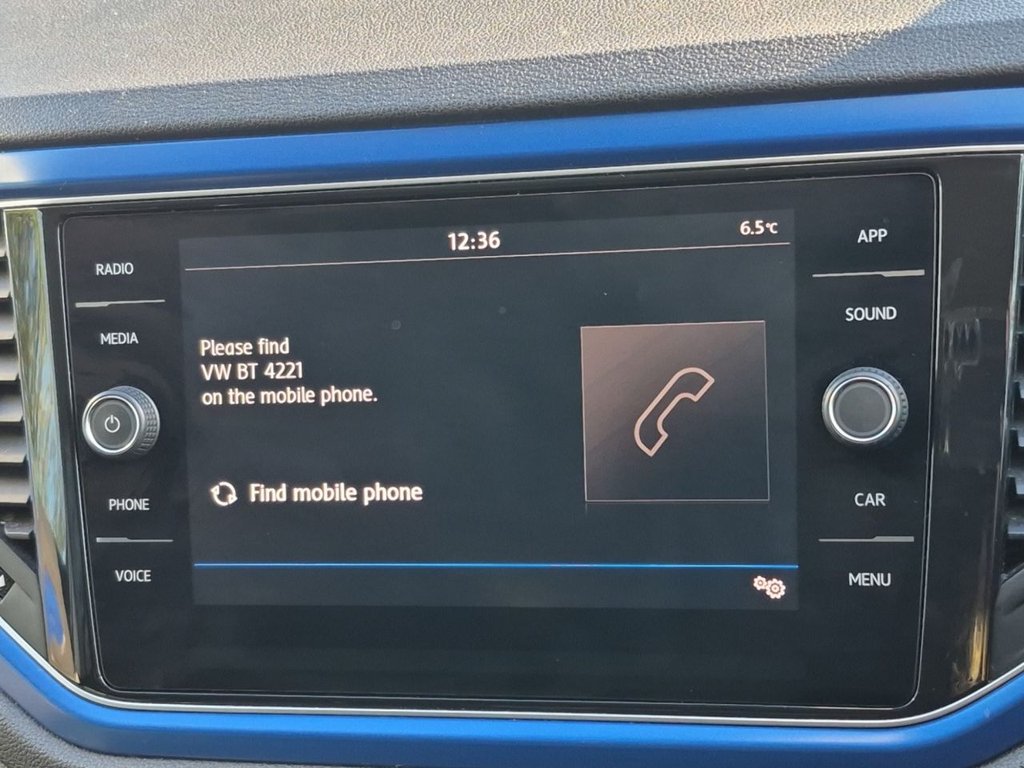 12:36
6.5°C
RADIO
MEDIA
PHONE
VOICE
Please find
VW BT 4221
on the mobile phone.
Find mobile phone
APP
SOUND
CAR
MENU